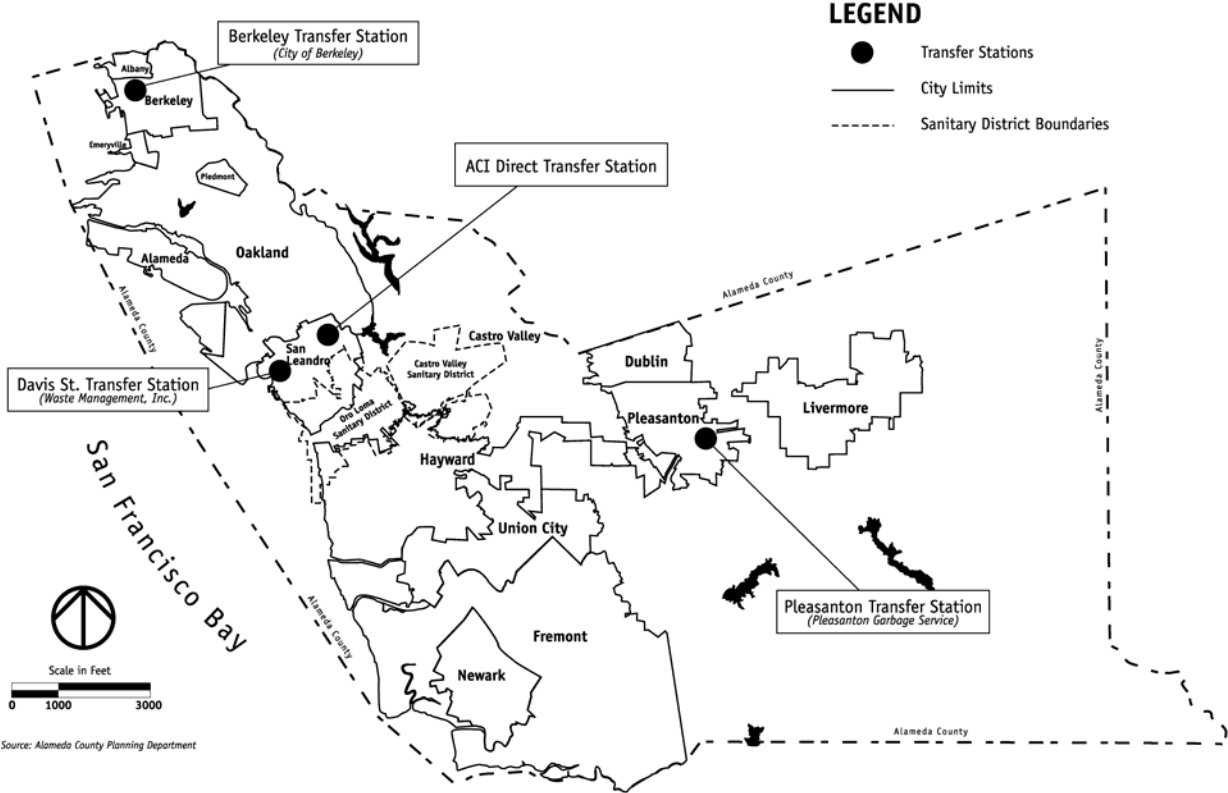 LEGEND
Transfer Stations
City Limits
Sanitary District Boundaries
Berkeley Transfer Station
(City of Berkeley)
Albany
Berkeley
Emeryville
Piedmont
ACI Direct Transfer Station
Oakland
Alameda
Alameda County
Alameda County
Alameda County
San
Leandro
Castro Valley
Castro Valley
Sanitary District
Oro Loma
Sanitary District
Dublin
Pleasanton
Livermore
Davis St. Transfer Station
(Waste Management, Inc.)
Hayward
Union City
San Francisco Bay
Pleasanton Transfer Station
(Pleasanton Garbage Service)
Alameda County
Fremont
Newark
Alameda County
Scale in Feet
0 1000 3000
Source: Alameda County Planning Department